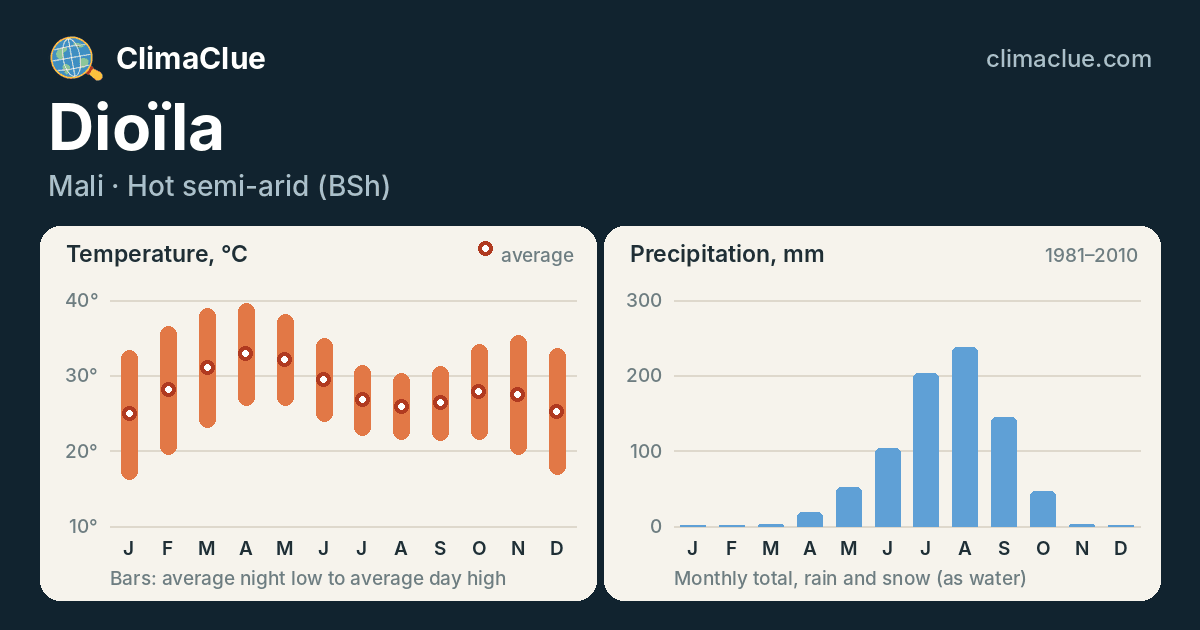 ClimaClue
climaclue.com
Dioïla
Mali · Hot semi-arid (BSh)
Temperature, °C
average
40°
30°
20°
10°
J F M A M J J A S O N D
Bars: average night low to average day high
Precipitation, mm
1981–2010
300
200
100
0
J F M A M J J A S O N D
Monthly total, rain and snow (as water)